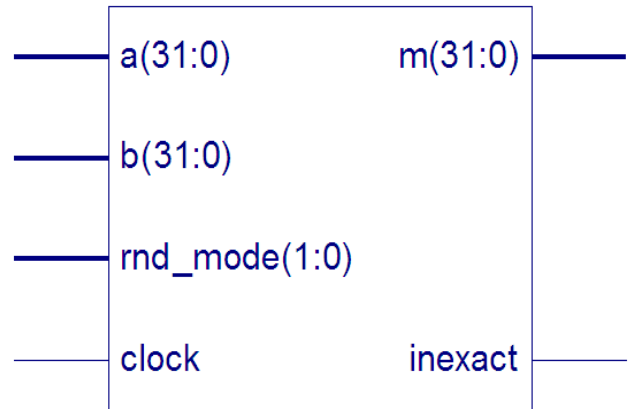 a(31:0) m(31:0)
b(31:0)
rnd_mode(1:0)
clock inexact